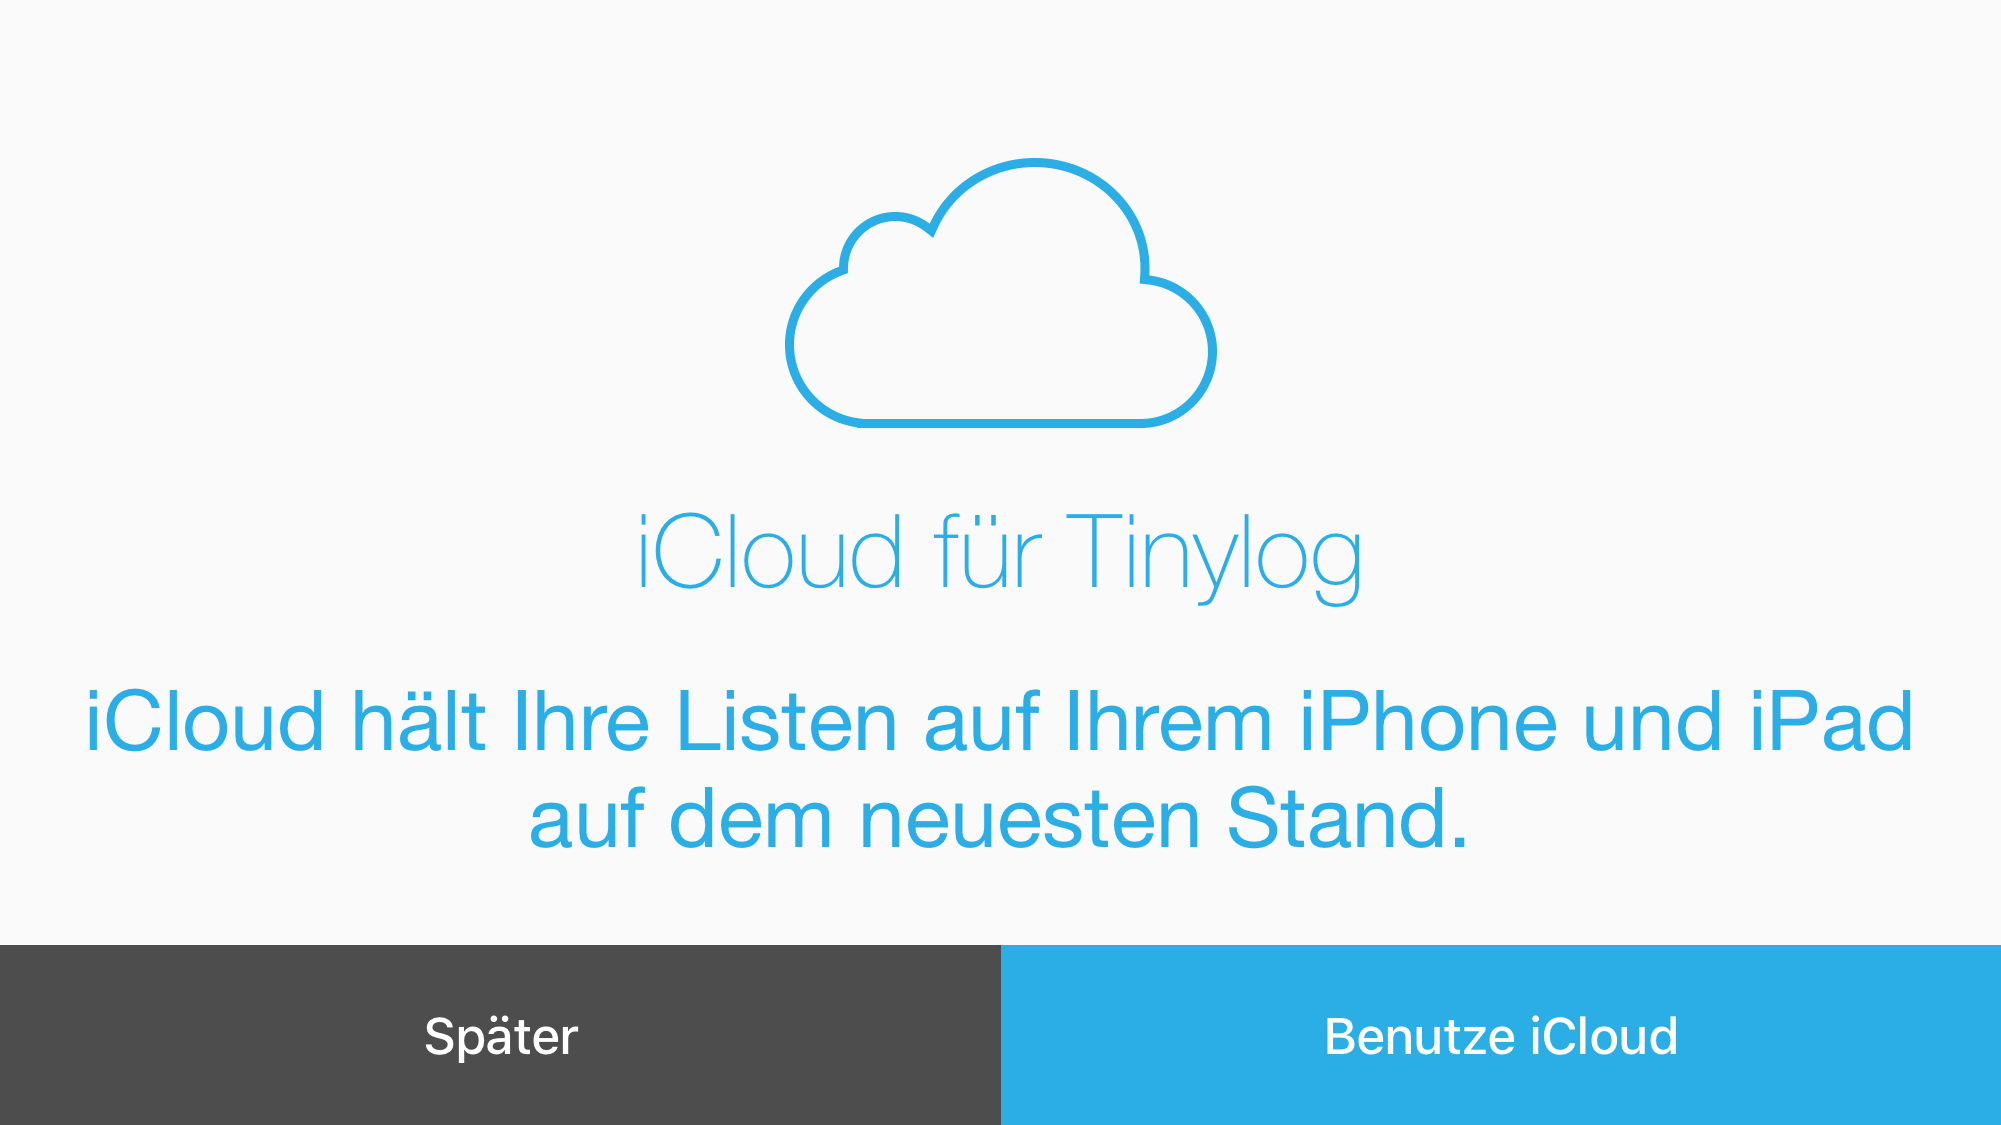 iCloud für Tinylog
iCloud hält Ihre Listen auf Ihrem iPhone und iPad
auf dem neuesten Stand.
Später
Benutze iCloud